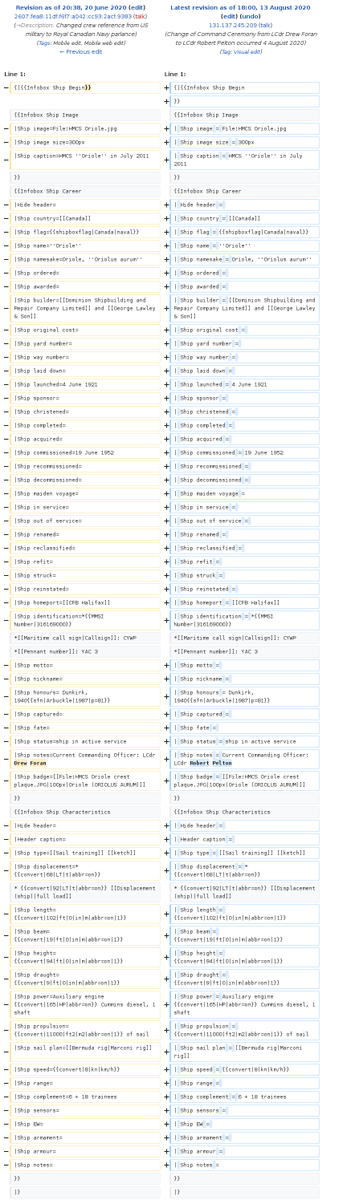 Revision as of 20:38, 20 June 2020 (edit)
(talk)
(→Description: Changed crew reference from US
military to Royal Canadian Navy parlance)
(Tags: Mobile edit, Mobile web edit)
← Previous edit
Line 1:
{{{Infobox Ship Begin}}
{{Infobox Ship Image
|Ship image=File:HMCS Oriole.jpg
|Ship image size=300px
|Ship caption=HMCS ''Oriole'' in July
2011
}}
{{Infobox Ship Career
|Hide header=
|Ship country=[[Canada]]
|Ship flag={{shipboxflag|Canada|naval}}
|Ship name=''Oriole''
|Ship namesake=Oriole, ''Oriolus aurum''
|Ship ordered=
|Ship awarded=
|Ship builder=[[Dominion Shipbuilding and
Repair Company Limited]] and [[George Lawley
& Son]]
|Ship original cost=
|Ship yard number=
|Ship way number=
|Ship laid down=
|Ship launched=4 June 1921
|Ship sponsor=
|Ship christened=
|Ship completed=
|Ship acquired=
|Ship commissioned=19 June 1952
|Ship recommissioned=
|Ship decommissioned=
|Ship maiden voyage=
|Ship in service=
|Ship out of service=
|Ship renamed=
|Ship reclassified=
|Ship refit=
|Ship struck=
|Ship reinstated=
|Ship homeport=[[CFB Halifax]]
|Ship identification=*{{MMSI
Number|316169000}}
*[[Maritime call sign|Callsign]]: CYWP
*[[Pennant number]]: YAC 3
|Ship motto=
|Ship nickname=
|Ship honours= Dunkirk,
1940{{sfn|Arbuckle|1987|p=81}}
|Ship captured=
|Ship fate=
|Ship status=ship in active service
|Ship notes=Current Commanding Officer: LCdr
Drew Foran
|Ship badge=[[File:HMCS Oriole crest
plaque.JPG|100px|Oriole (ORIOLUS AURUM)]]
}}
{{Infobox Ship Characteristics
|Hide header=
|Header caption=
|Ship type=[[Sail training]] [[ketch]]
|Ship displacement=*
{{convert|68|LT|t|abbr=on}}
* {{convert|92|LT|t|abbr=on}} [[Displacement
(ship)|full load]]
|Ship length=
{{convert|102|ft|0|in|m|abbr=on|1}}
|Ship beam=
{{convert|19|ft|0|in|m|abbr=on|1}}
|Ship height=
{{convert|94|ft|0|in|m|abbr=on|1}}
|Ship draught=
{{convert|9|ft|0|in|m|abbr=on|1}}
|Ship power=Auxiliary engine
{{convert|165|HP|abbr=on}} Cummins diesel, 1
shaft
|Ship propulsion=
{{convert|11000|ft2|m2|abbr=on}} of sail
|Ship sail plan=[[Bermuda rig|Marconi rig]]
|Ship speed={{convert|8|kn|km/h}}
|Ship range=
|Ship complement=6 + 18 trainees
|Ship sensors=
|Ship EW=
|Ship armament=
|Ship armour=
|Ship notes=
}}
|}
Latest revision as of 18:00, 13 August 2020
(edit) (undo)
131.137.245.209 (talk)
(Change of Command Ceremony from LCdr Drew Foran
to LCdr Robert Pelton occurred 4 August 2020)
(Tag: Visual edit)
Line 1:
{{{Infobox Ship Begin
}}
{{Infobox Ship Image
| Ship image = File:HMCS Oriole.jpg
| Ship image size = 300px
| Ship caption = HMCS ''Oriole'' in July
2011
}}
{{Infobox Ship Career
| Hide header =
| Ship country = [[Canada]]
| Ship flag = {{shipboxflag|Canada|naval}}
| Ship name = ''Oriole''
| Ship namesake = Oriole, ''Oriolus aurum''
| Ship ordered =
| Ship awarded =
| Ship builder = [[Dominion Shipbuilding and
Repair Company Limited]] and [[George Lawley
& Son]]
| Ship original cost =
| Ship yard number =
| Ship way number =
| Ship laid down =
| Ship launched = 4 June 1921
| Ship sponsor =
| Ship christened =
| Ship completed =
| Ship acquired =
| Ship commissioned = 19 June 1952
| Ship recommissioned =
| Ship decommissioned =
| Ship maiden voyage =
| Ship in service =
| Ship out of service =
| Ship renamed =
| Ship reclassified =
| Ship refit =
| Ship struck =
| Ship reinstated =
| Ship homeport = [[CFB Halifax]]
| Ship identification = *{{MMSI
Number|316169000}}
*[[Maritime call sign|Callsign]]: CYWP
*[[Pennant number]]: YAC 3
| Ship motto =
| Ship nickname =
| Ship honours = Dunkirk,
1940{{sfn|Arbuckle|1987|p=81}}
| Ship captured =
| Ship fate =
| Ship status = ship in active service
| Ship notes = Current Commanding Officer:
LCdr Robert Pelton
| Ship badge = [[File:HMCS Oriole crest
plaque.JPG|100px|Oriole (ORIOLUS AURUM)]]
}}
{{Infobox Ship Characteristics
| Hide header =
| Header caption =
| Ship type = [[Sail training]] [[ketch]]
| Ship displacement = *
{{convert|68|LT|t|abbr=on}}
* {{convert|92|LT|t|abbr=on}} [[Displacement
(ship)|full load]]
| Ship length =
{{convert|102|ft|0|in|m|abbr=on|1}}
| Ship beam =
{{convert|19|ft|0|in|m|abbr=on|1}}
| Ship height =
{{convert|94|ft|0|in|m|abbr=on|1}}
| Ship draught =
{{convert|9|ft|0|in|m|abbr=on|1}}
| Ship power = Auxiliary engine
{{convert|165|HP|abbr=on}} Cummins diesel, 1
shaft
| Ship propulsion =
{{convert|11000|ft2|m2|abbr=on}} of sail
| Ship sail plan = [[Bermuda rig|Marconi
rig]]
| Ship speed = {{convert|8|kn|km/h}}
| Ship range =
| Ship complement = 6 + 18 trainees
| Ship sensors =
| Ship EW =
| Ship armament =
| Ship armour =
| Ship notes =
}}
|}